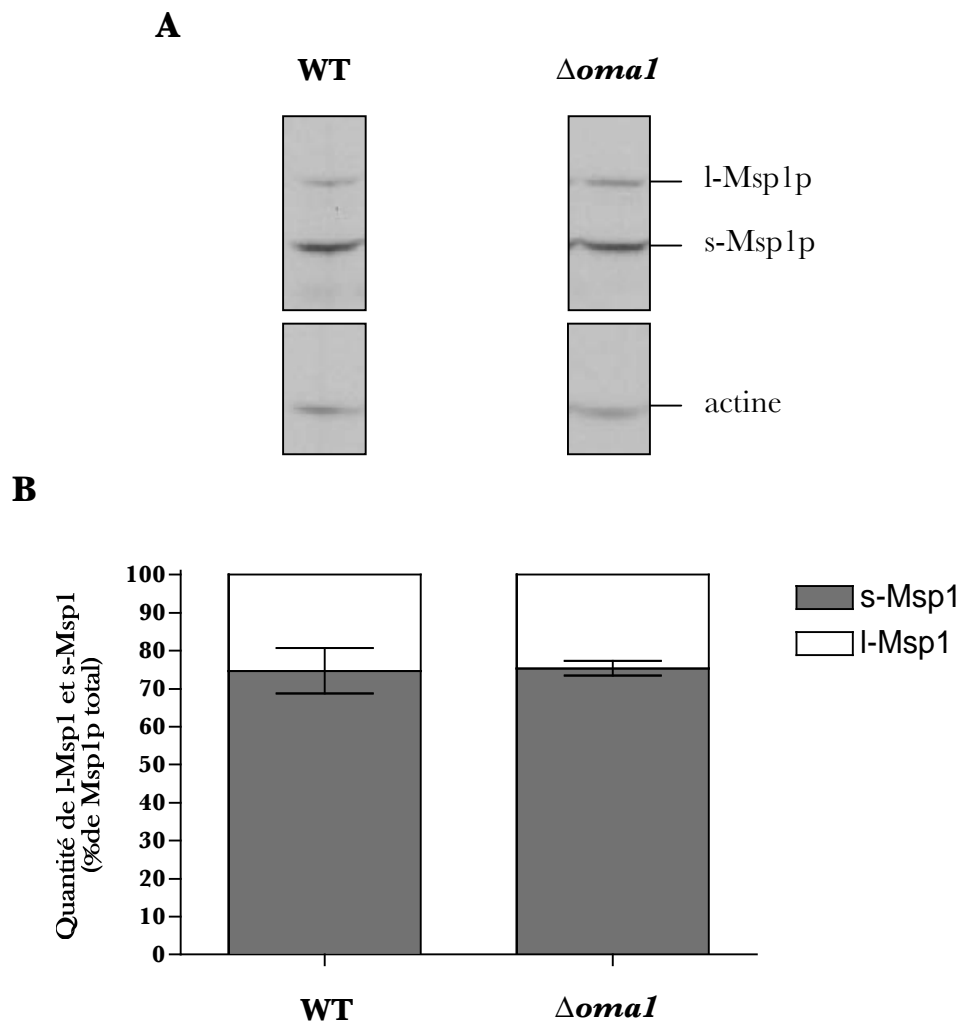 A
WT
Δoma1
l-Msp1p
s-Msp1p
actine
B
Quantité de l-Msp1 et s-Msp1
(%de Msp1p total)
100
90
80
70
60
50
40
30
20
10
0
s-Msp1
l-Msp1
WT
Δoma1